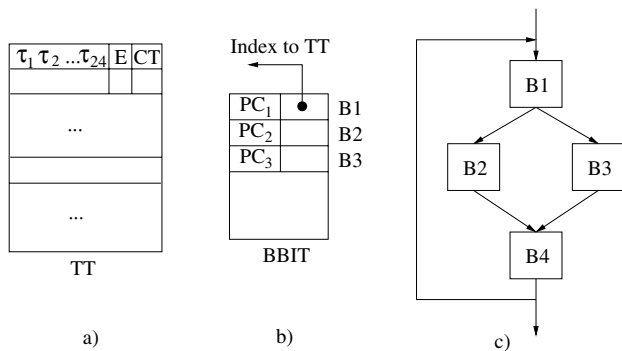 τ1 τ2 ...τ24 E CT
...
...
TT
a)
Index to TT
PC1 B1
PC2 B2
PC3 B3
BBIT
b)
B1
B2 B3
B4
c)